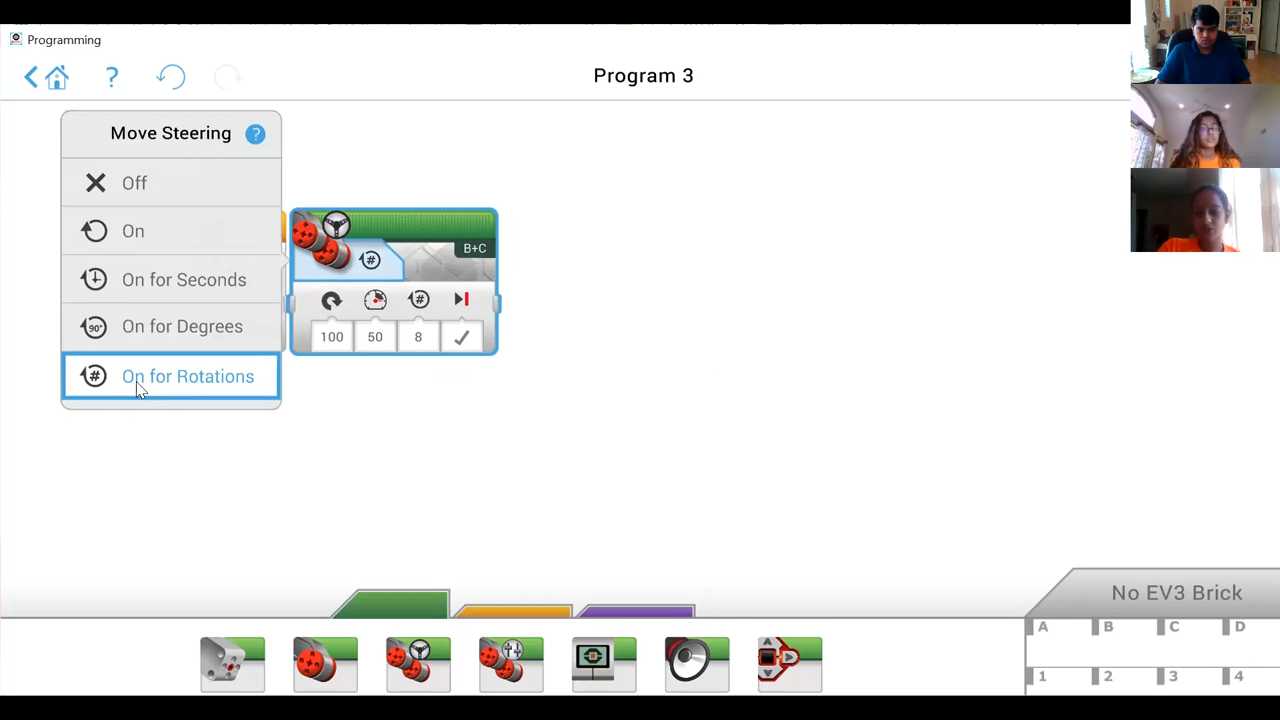 Programming
?
Program 3
Move Steering ?
Off
On
On for Seconds
90° On for Degrees
# On for Rotations
B+C
#
#
100 50 8
No EV3 Brick
A B C D
1 2 3 4